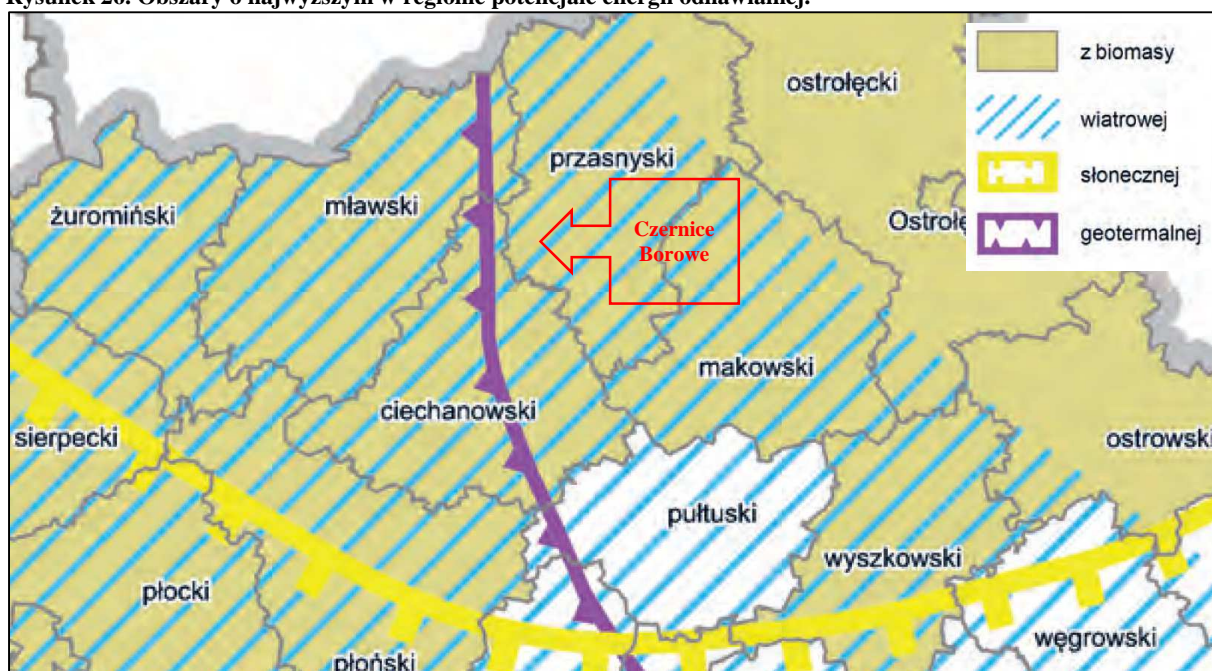 Rysunek 26. Obszary o najwyższym w regionie potencjale energii odnawialnej.
z biomasy
wiatrowej
słonecznej
geotermalnej
ostrołęcki
przasnyski
mławski
żuromiński
Czernice
Borowe
makowski
ciechanowski
sierpecki
ostrowski
pułtuski
wyszkowski
płocki
węgrowski
płoński